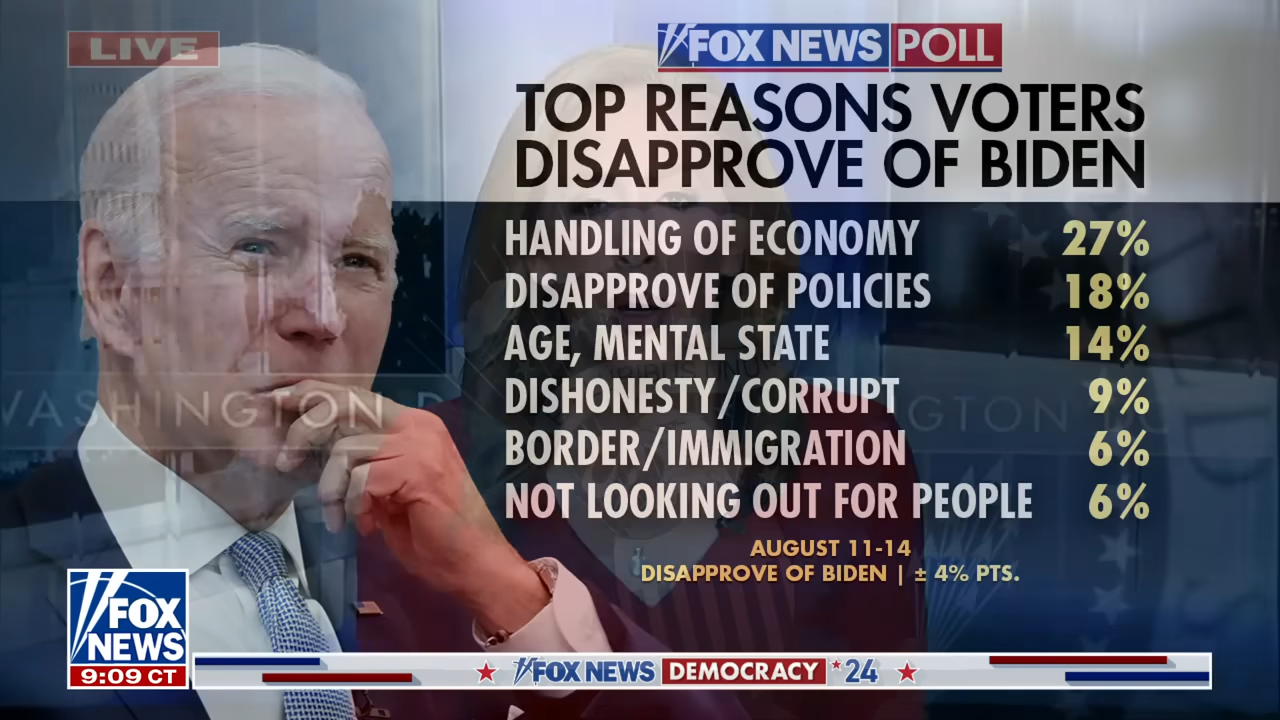 LIVE
FOX NEWS POLL
TOP REASONS VOTERS
DISAPPROVE OF BIDEN
HANDLING OF ECONOMY 27%
DISAPPROVE OF POLICIES 18%
AGE, MENTAL STATE 14%
DISHONESTY/CORRUPT 9%
BORDER/IMMIGRATION 6%
NOT LOOKING OUT FOR PEOPLE 6%
AUGUST 11-14
DISAPPROVE OF BIDEN | ± 4% PTS.
WASHINGTON
FOX
NEWS
9:09 CT
FOX NEWS DEMOCRACY '24